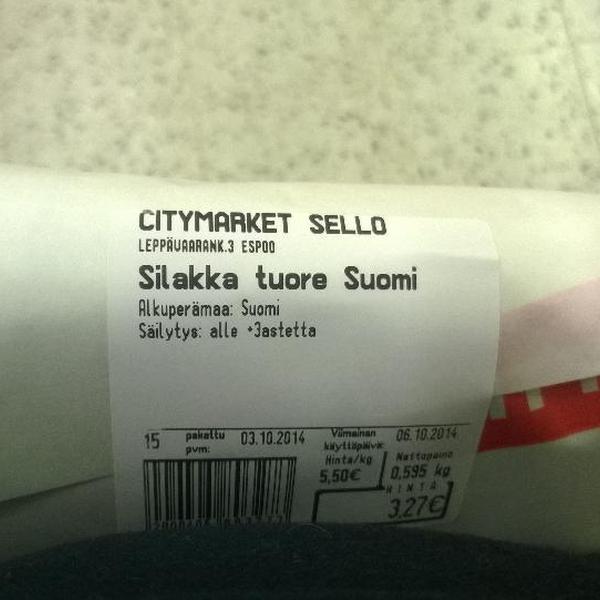 CITYMARKET SELLO
LEPPÄVAARANK.3 ESPOO
Silakka tuore Suomi
Alkuperämaa: Suomi
Säilytys: alle +3astetta
15 pakattu pvm: 03.10.2014 Viimeinen käyttöpäivä: 06.10.2014
Hinta/kg Nettopaino
5,50€ 0,595 kg
HINTA
3,27€